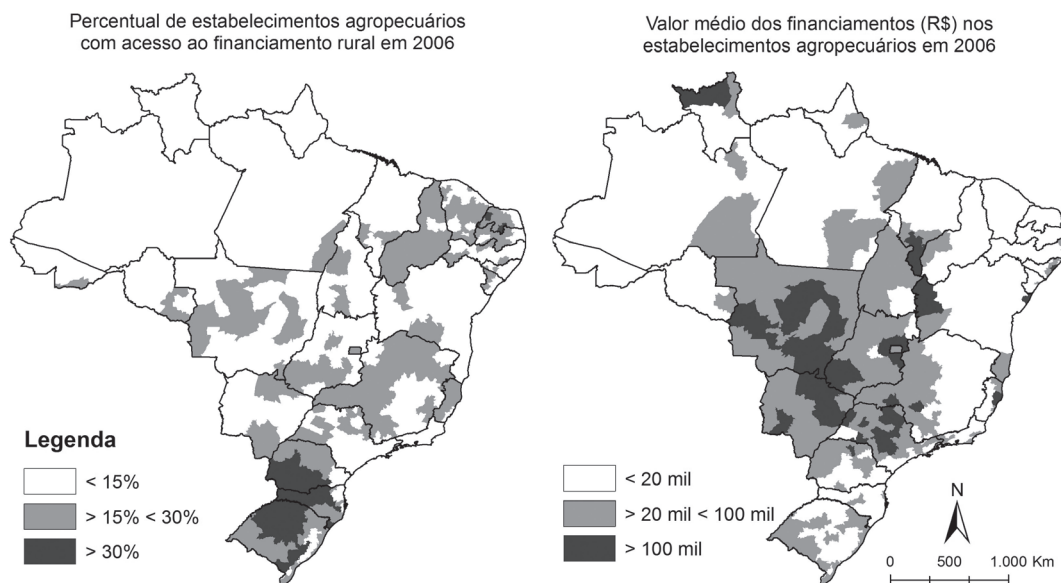 Percentual de estabelecimentos agropecuários
com acesso ao financiamento rural em 2006
Valor médio dos financiamentos (R$) nos
estabelecimentos agropecuários em 2006
Legenda
< 15%
> 15% < 30%
> 30%
< 20 mil
> 20 mil < 100 mil
> 100 mil
N
0 500 1.000 Km